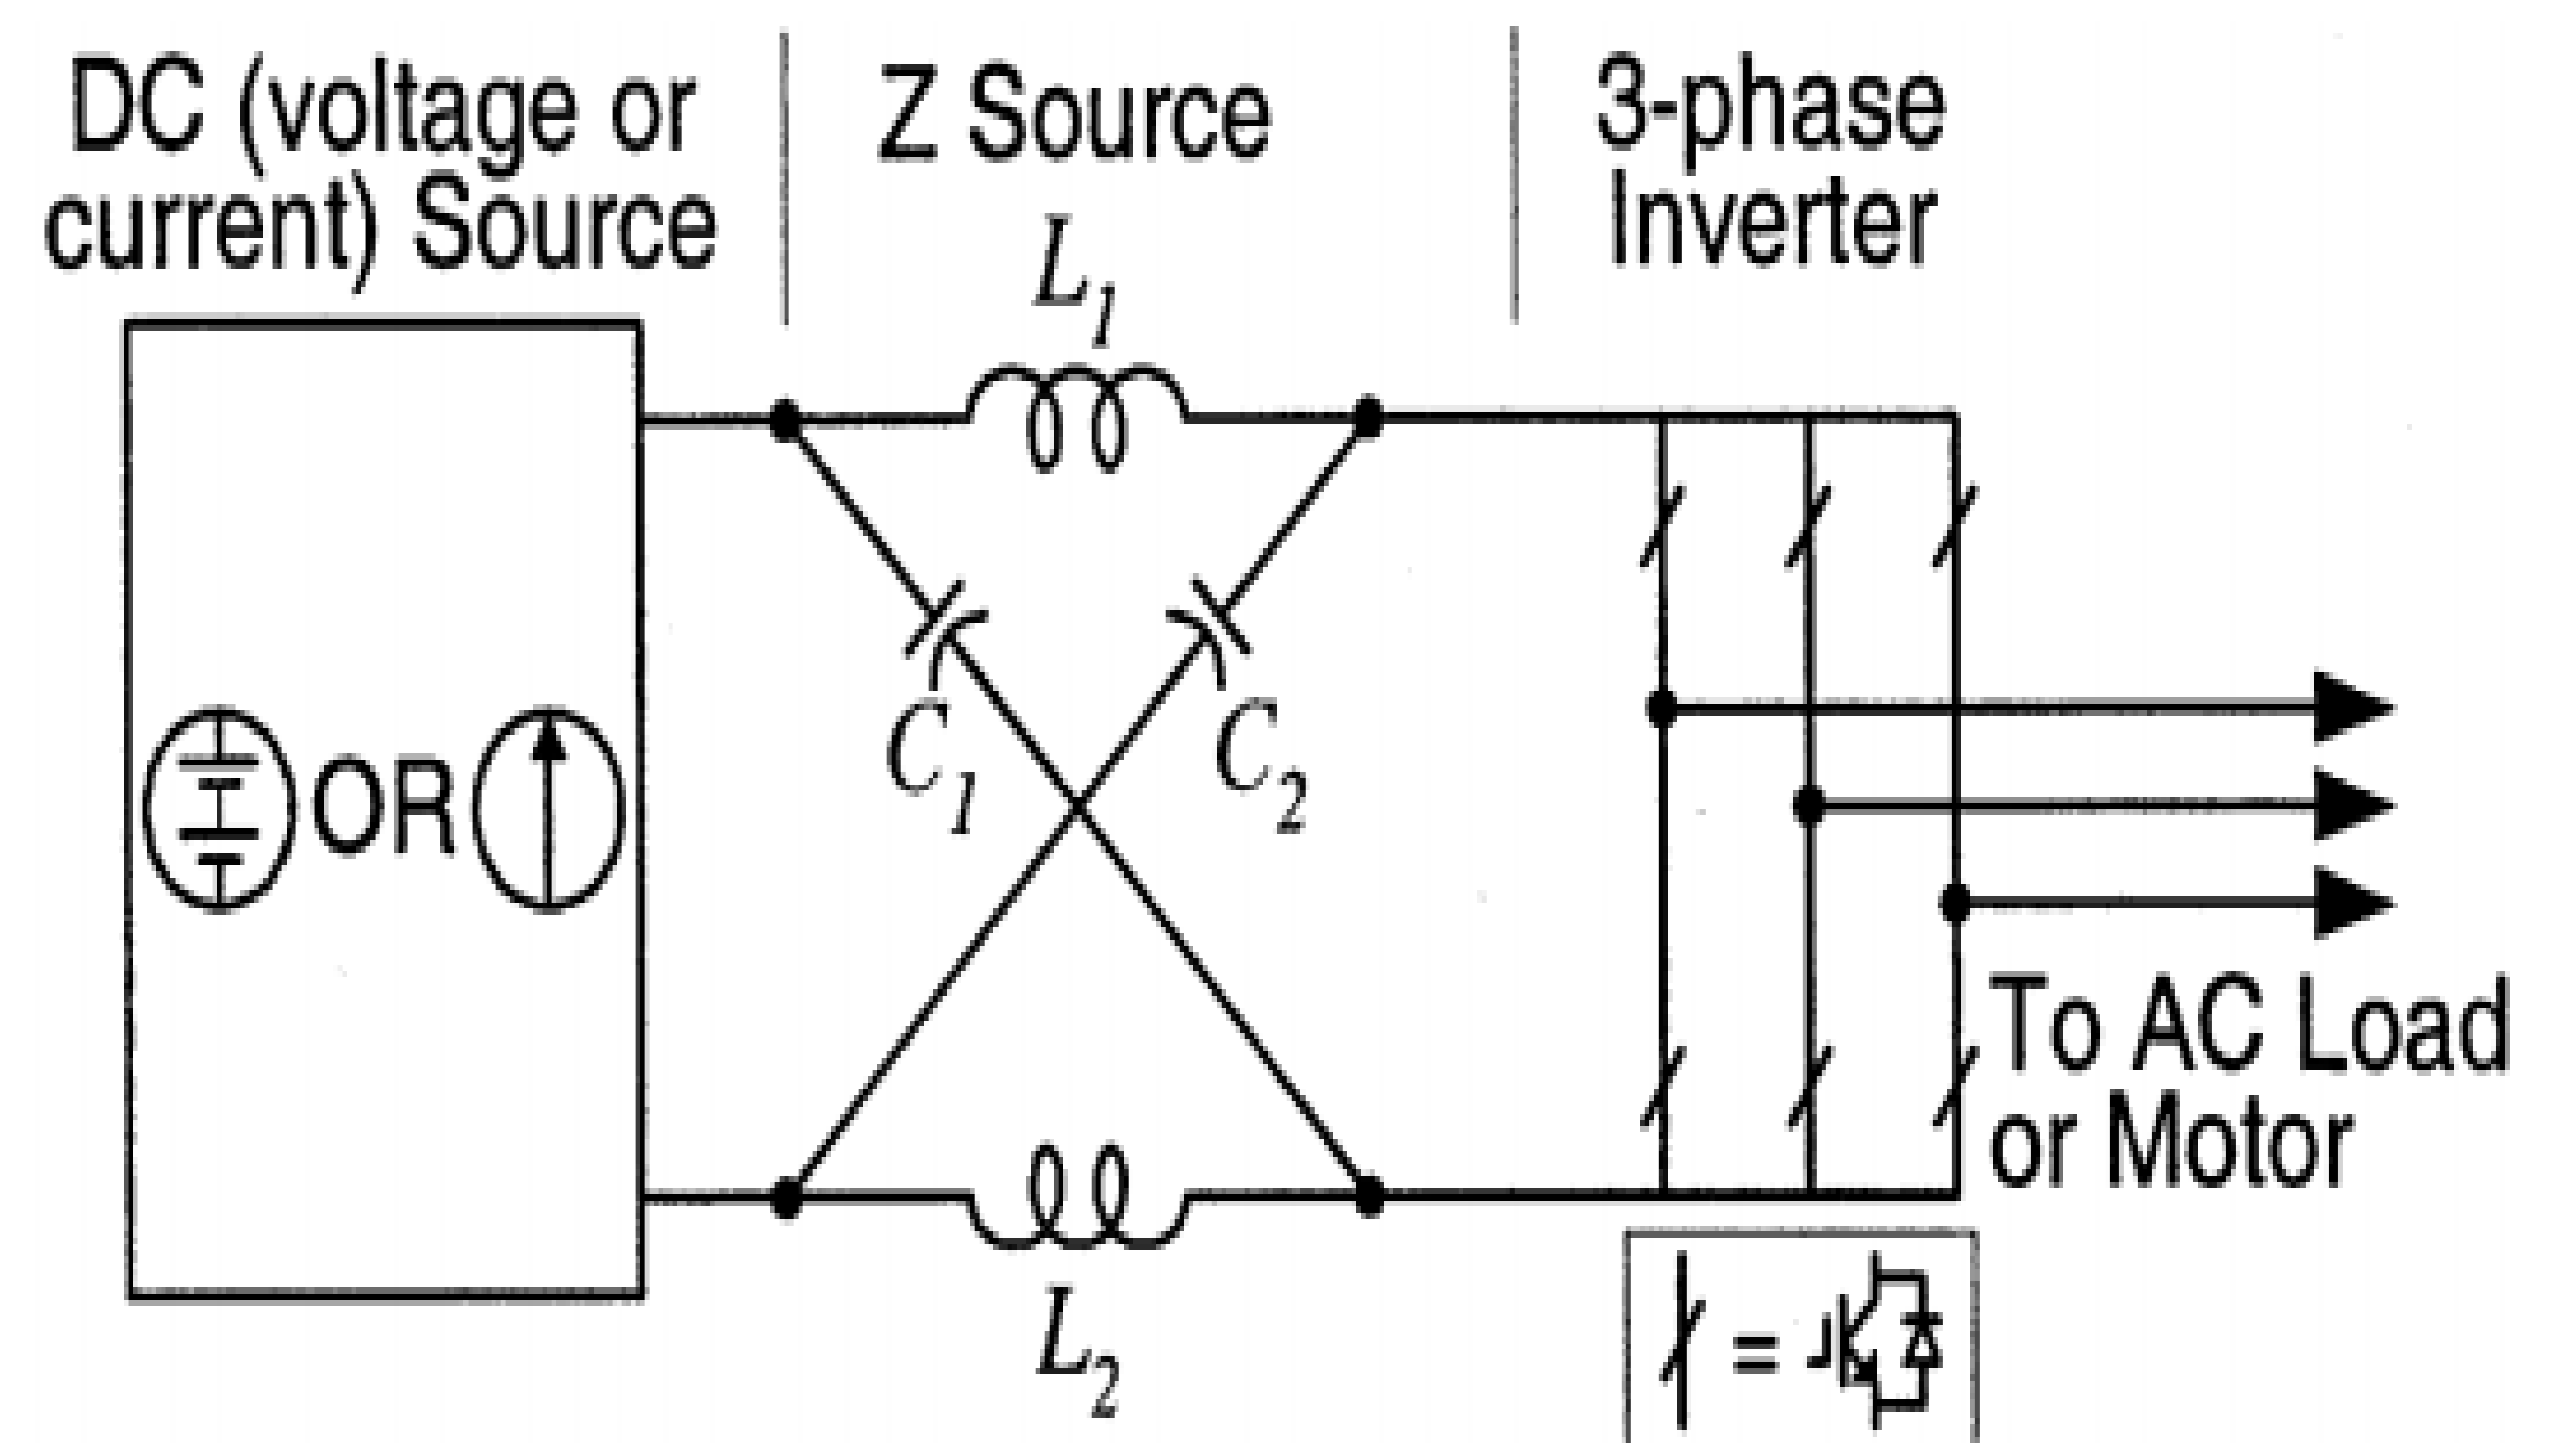 DC (voltage or
current) Source
Z Source
3-phase
Inverter
L1
C1
C2
OR
To AC Load
or Motor
L2
=